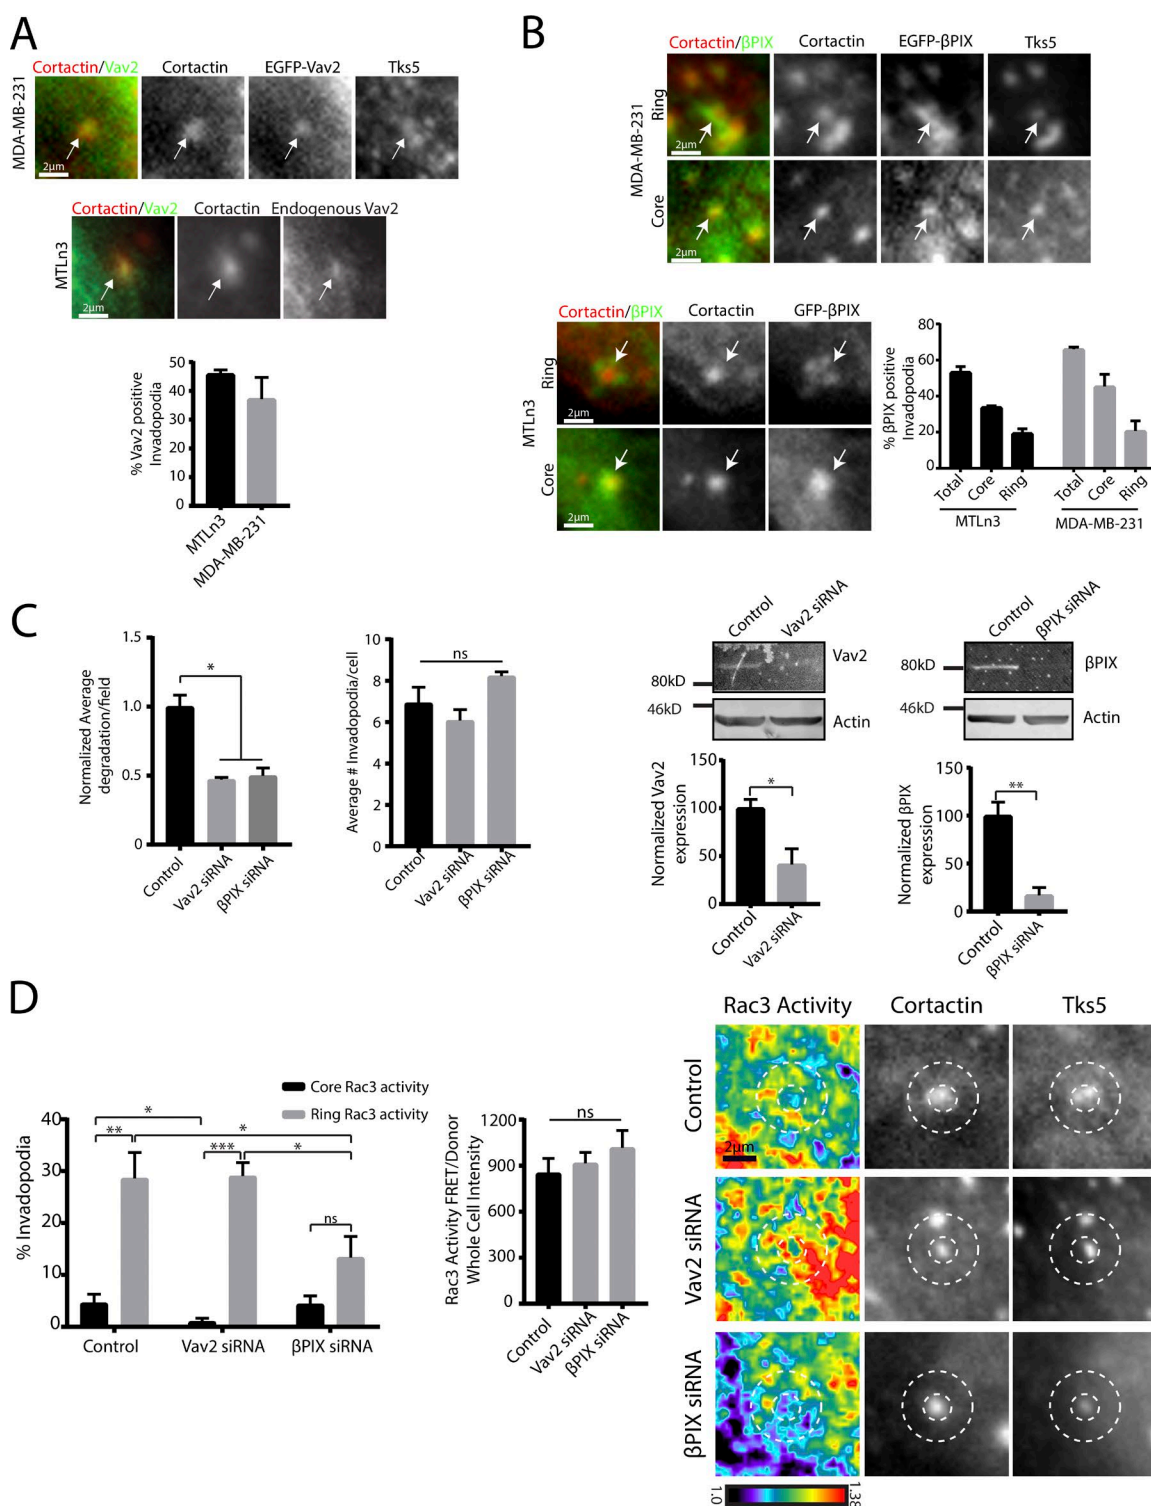 A
Cortactin/Vav2 Cortactin EGFP-Vav2 Tks5
MDA-MB-231
2μm
Cortactin/Vav2 Cortactin Endogenous Vav2
MTLn3
2μm
% Vav2 positive
Invadopodia
50
40
30
20
10
0
MTLn3
MDA-MB-231
B
Cortactin/βPIX Cortactin EGFP-βPIX Tks5
MDA-MB-231
Ring
2μm
Core
2μm
Cortactin/βPIX Cortactin GFP-βPIX
MTLn3
Ring
2μm
Core
2μm
% βPIX positive
Invadopodia
80
60
40
20
0
Total Core Ring Total Core Ring
MTLn3 MDA-MB-231
C
Normalized Average
degradation/field
1.5
1.0
0.5
0
*
Control
Vav2 siRNA
βPIX siRNA
Average # Invadopodia/cell
10
8
6
4
2
0
ns
Control
Vav2 siRNA
βPIX siRNA
Control
Vav2 siRNA
80kD
Vav2
46kD
Actin
Normalized Vav2
expression
150
100
50
0
*
Control
Vav2 siRNA
Control
βPIX siRNA
80kD
βPIX
46kD
Actin
Normalized βPIX
expression
150
100
50
0
**
Control
βPIX siRNA
D
Core Rac3 activity
Ring Rac3 activity
% Invadopodia
40
30
20
10
0
* *
** *** *
ns
Control Vav2 siRNA βPIX siRNA
Rac3 Activity FRET/Donor
Whole Cell Intensity
1200
900
600
300
0
ns
Control
Vav2 siRNA
βPIX siRNA
Rac3 Activity Cortactin Tks5
Control
2μm
Vav2 siRNA
βPIX siRNA
1.0 1.38